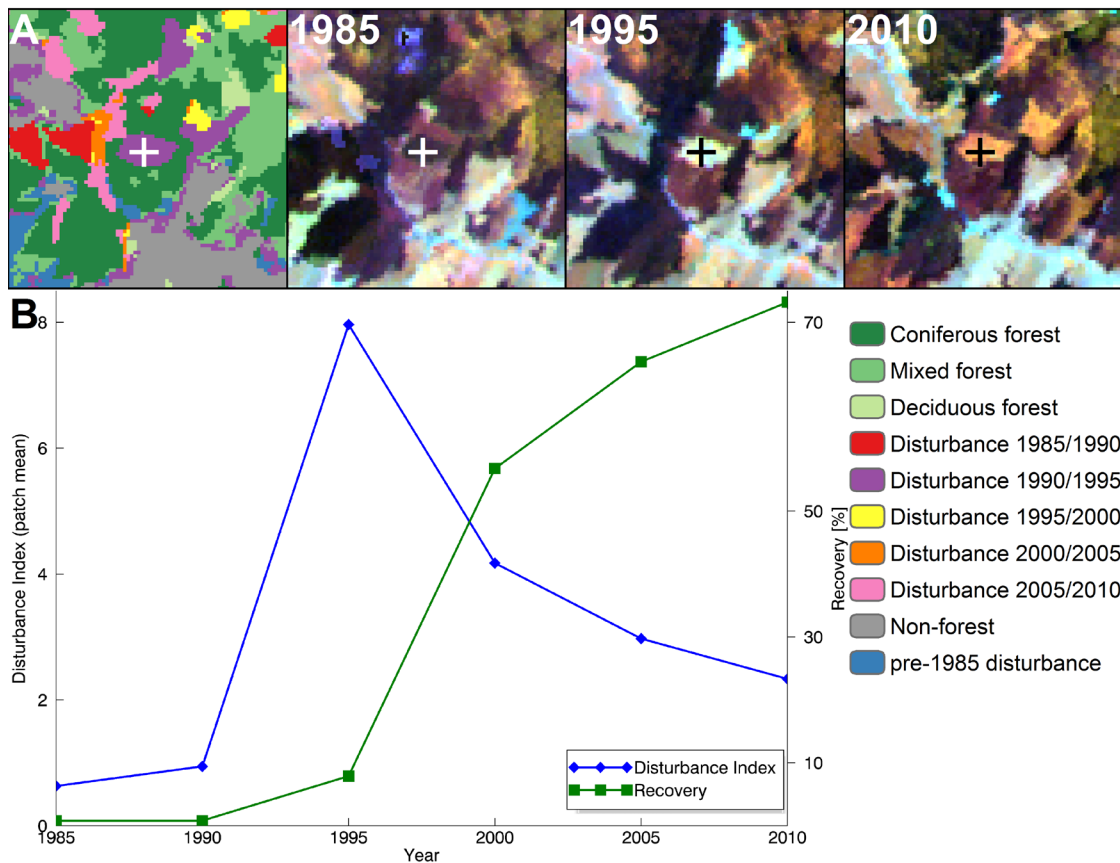 A
1985
1995
2010
B
8
6
4
2
0
Disturbance Index (patch mean)
70
50
30
10
Recovery [%]
1985
1990
1995
2000
2005
2010
Year
Disturbance Index
Recovery
Coniferous forest
Mixed forest
Deciduous forest
Disturbance 1985/1990
Disturbance 1990/1995
Disturbance 1995/2000
Disturbance 2000/2005
Disturbance 2005/2010
Non-forest
pre-1985 disturbance